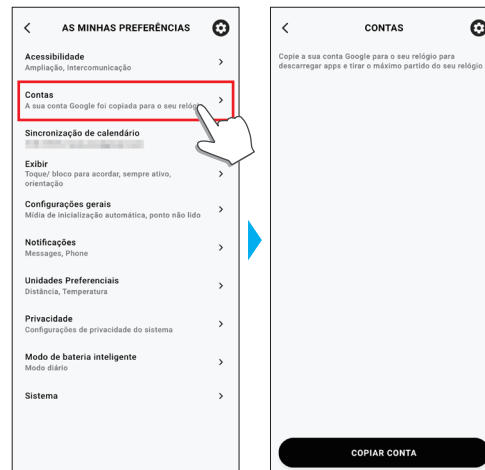 AS MINHAS PREFERÊNCIAS
Acessibilidade
Ampliação, Intercomunicação
Contas
A sua conta Google foi copiada para o seu
Sincronização de calendário
Exibir
Toque/ bloco para acordar, sempre ativo,
orientação
Configurações gerais
Mídia de inicialização automática, ponto não lido
Notificações
Messages, Phone
Unidades Preferenciais
Distância, Temperatura
Privacidade
Configurações de privacidade do sistema
Modo de bateria inteligente
Modo diário
Sistema
CONTAS
Copie a sua conta Google para o seu relógio para
descarregar apps e tirar o máximo partido do seu relógio
COPIAR CONTA